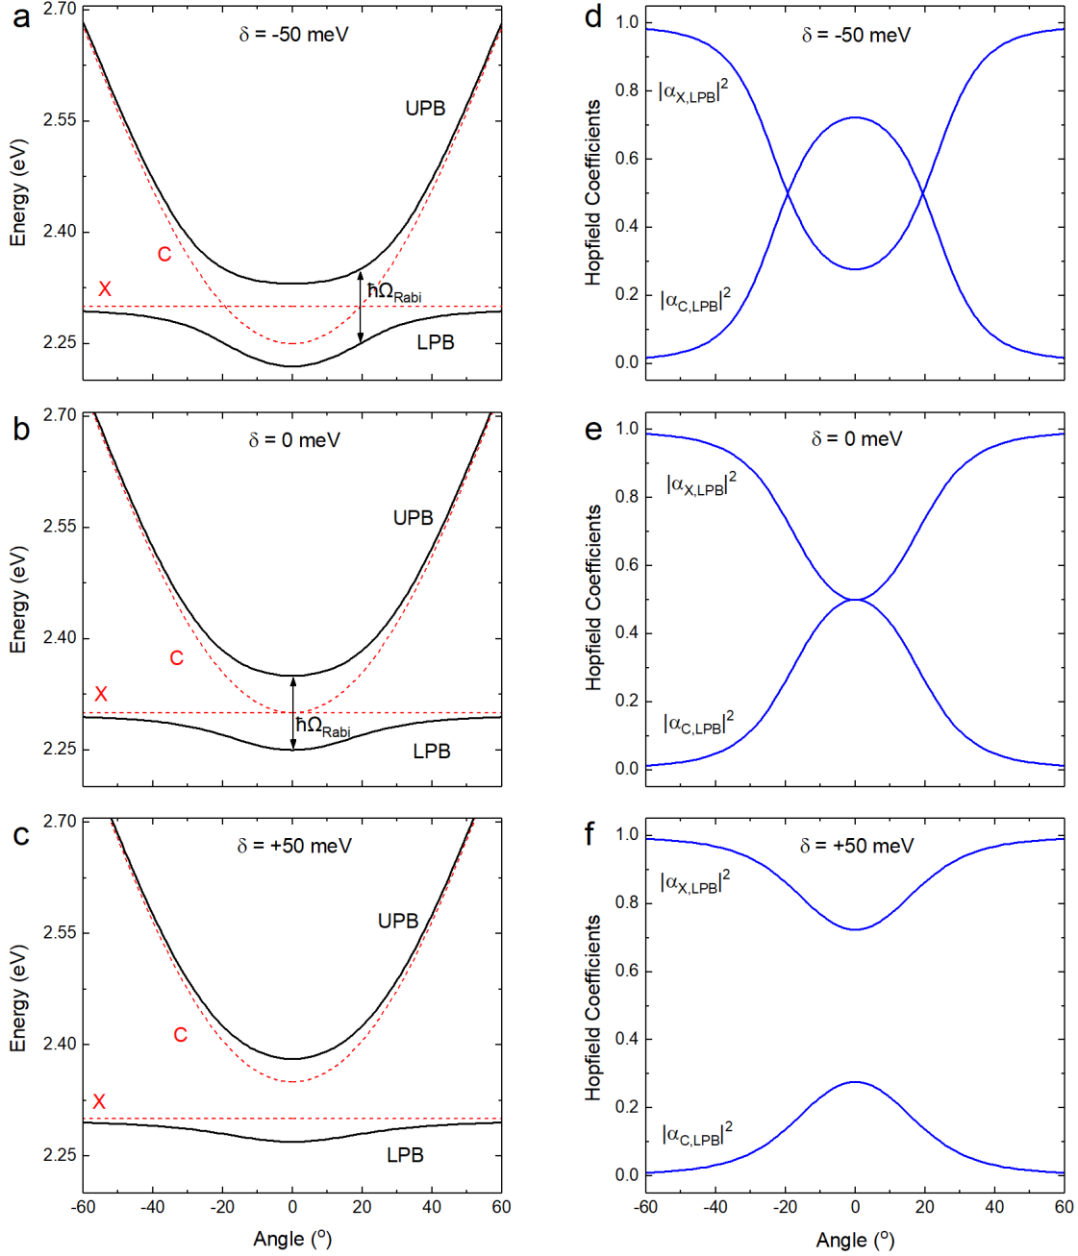 a
δ = -50 meV
2.70
2.55
2.40
2.25
Energy (eV)
UPB
C
X
ħΩRabi
LPB
d
δ = -50 meV
1.0
0.8
0.6
0.4
0.2
0.0
Hopfield Coefficients
|αX,LPB|²
|αC,LPB|²
b
δ = 0 meV
2.70
2.55
2.40
2.25
Energy (eV)
UPB
C
X
ħΩRabi
LPB
e
δ = 0 meV
1.0
0.8
0.6
0.4
0.2
0.0
Hopfield Coefficients
|αX,LPB|²
|αC,LPB|²
c
δ = +50 meV
2.70
2.55
2.40
2.25
Energy (eV)
UPB
C
X
LPB
-60 -40 -20 0 20 40 60
Angle (º)
f
δ = +50 meV
1.0
0.8
0.6
0.4
0.2
0.0
Hopfield Coefficients
|αX,LPB|²
|αC,LPB|²
-60 -40 -20 0 20 40 60
Angle (º)